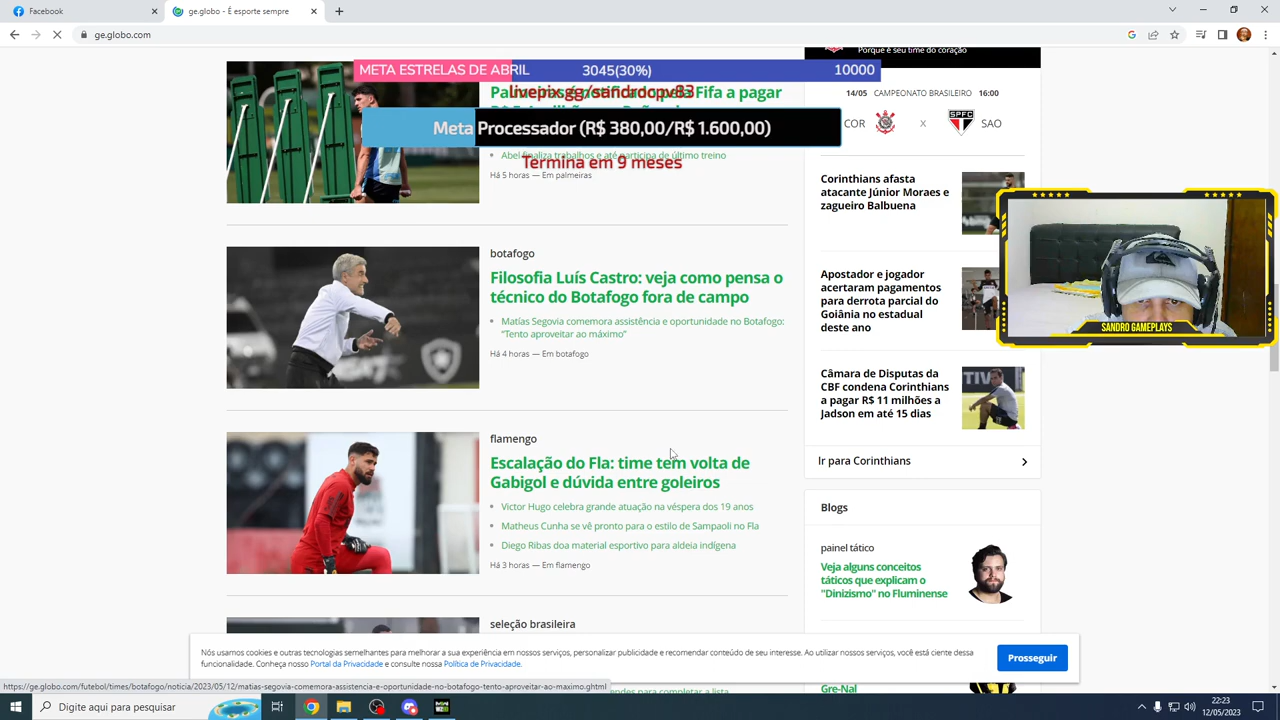 Facebook
ge.globo - É esporte sempre
ge.globo.com
META ESTRELAS DE ABRIL 3045(30%) 10000
livepix.gg/sandrocpv83
Meta Processador (R$ 380,00/R$ 1.600,00)
Termina em 9 meses
Abel finaliza trabalhos e até participa de último treino
Há 5 horas — Em palmeiras
botafogo
Filosofia Luís Castro: veja como pensa o
técnico do Botafogo fora de campo
Matías Segovia comemora assistência e oportunidade no Botafogo:
"Tento aproveitar ao máximo"
Há 4 horas — Em botafogo
flamengo
Escalação do Fla: time tem volta de
Gabigol e dúvida entre goleiros
Victor Hugo celebra grande atuação na véspera dos 19 anos
Matheus Cunha se vê pronto para o estilo de Sampaoli no Fla
Diego Ribas doa material esportivo para aldeia indígena
Há 3 horas — Em flamengo
seleção brasileira
Porque é seu time do coração
14/05 CAMPEONATO BRASILEIRO 16:00
COR X SAO
Corinthians afasta
atacante Júnior Moraes e
zagueiro Balbuena
Apostador e jogador
acertaram pagamentos
para derrota parcial do
Goiânia no estadual
deste ano
Câmara de Disputas da
CBF condena Corinthians
a pagar R$ 11 milhões a
Jadson em até 15 dias
Ir para Corinthians
Blogs
painel tático
Veja alguns conceitos
táticos que explicam o
"Dinizismo" no Fluminense
Gre-Nal
SANDRO GAMEPLAYS
Nós usamos cookies e outras tecnologias semelhantes para melhorar a sua experiência em nossos serviços, personalizar publicidade e recomendar conteúdo de seu interesse. Ao utilizar nossos serviços, você está ciente dessa
funcionalidade. Conheça nosso Portal da Privacidade e consulte nossa Política de Privacidade.
Prosseguir
https://ge.globo.com/futebol/times/botafogo/noticia/2023/05/12/matias-segovia-comemora-assistencia-e-oportunidade-no-botafogo-tento-aproveitar-ao-maximo.ghtml
Digite aqui para pesquisar
22:23
12/05/2023